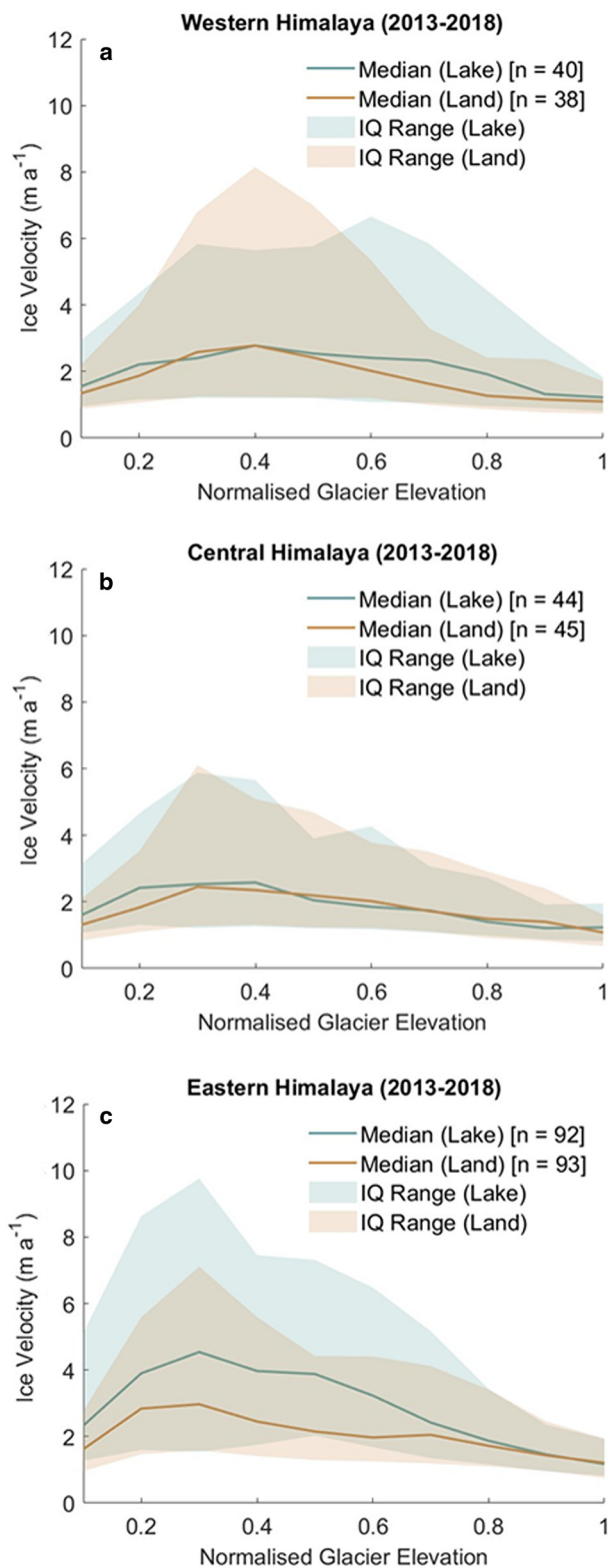 Western Himalaya (2013-2018)
a
12
10
8
6
4
2
0
Ice Velocity (m a⁻¹)
Median (Lake) [n = 40]
Median (Land) [n = 38]
IQ Range (Lake)
IQ Range (Land)
0.2 0.4 0.6 0.8 1
Normalised Glacier Elevation
Central Himalaya (2013-2018)
b
12
10
8
6
4
2
0
Ice Velocity (m a⁻¹)
Median (Lake) [n = 44]
Median (Land) [n = 45]
IQ Range (Lake)
IQ Range (Land)
0.2 0.4 0.6 0.8 1
Normalised Glacier Elevation
Eastern Himalaya (2013-2018)
c
12
10
8
6
4
2
0
Ice Velocity (m a⁻¹)
Median (Lake) [n = 92]
Median (Land) [n = 93]
IQ Range (Lake)
IQ Range (Land)
0.2 0.4 0.6 0.8 1
Normalised Glacier Elevation